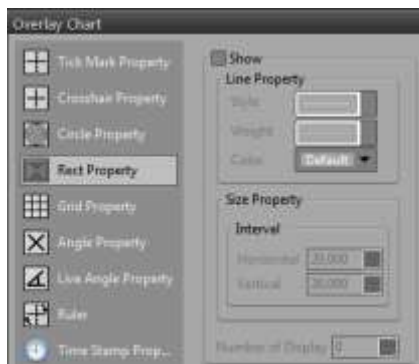 Overlay Chart
Tick Mark Property
Crosshair Property
Circle Property
Rect Property
Grid Property
Angle Property
Live Angle Property
Ruler
Time Stamp Prop...
Show
Line Property
Style
Weight
Color Default
Size Property
Interval
Horizontal 20.000
Vertical 20.000
Number of Display 0